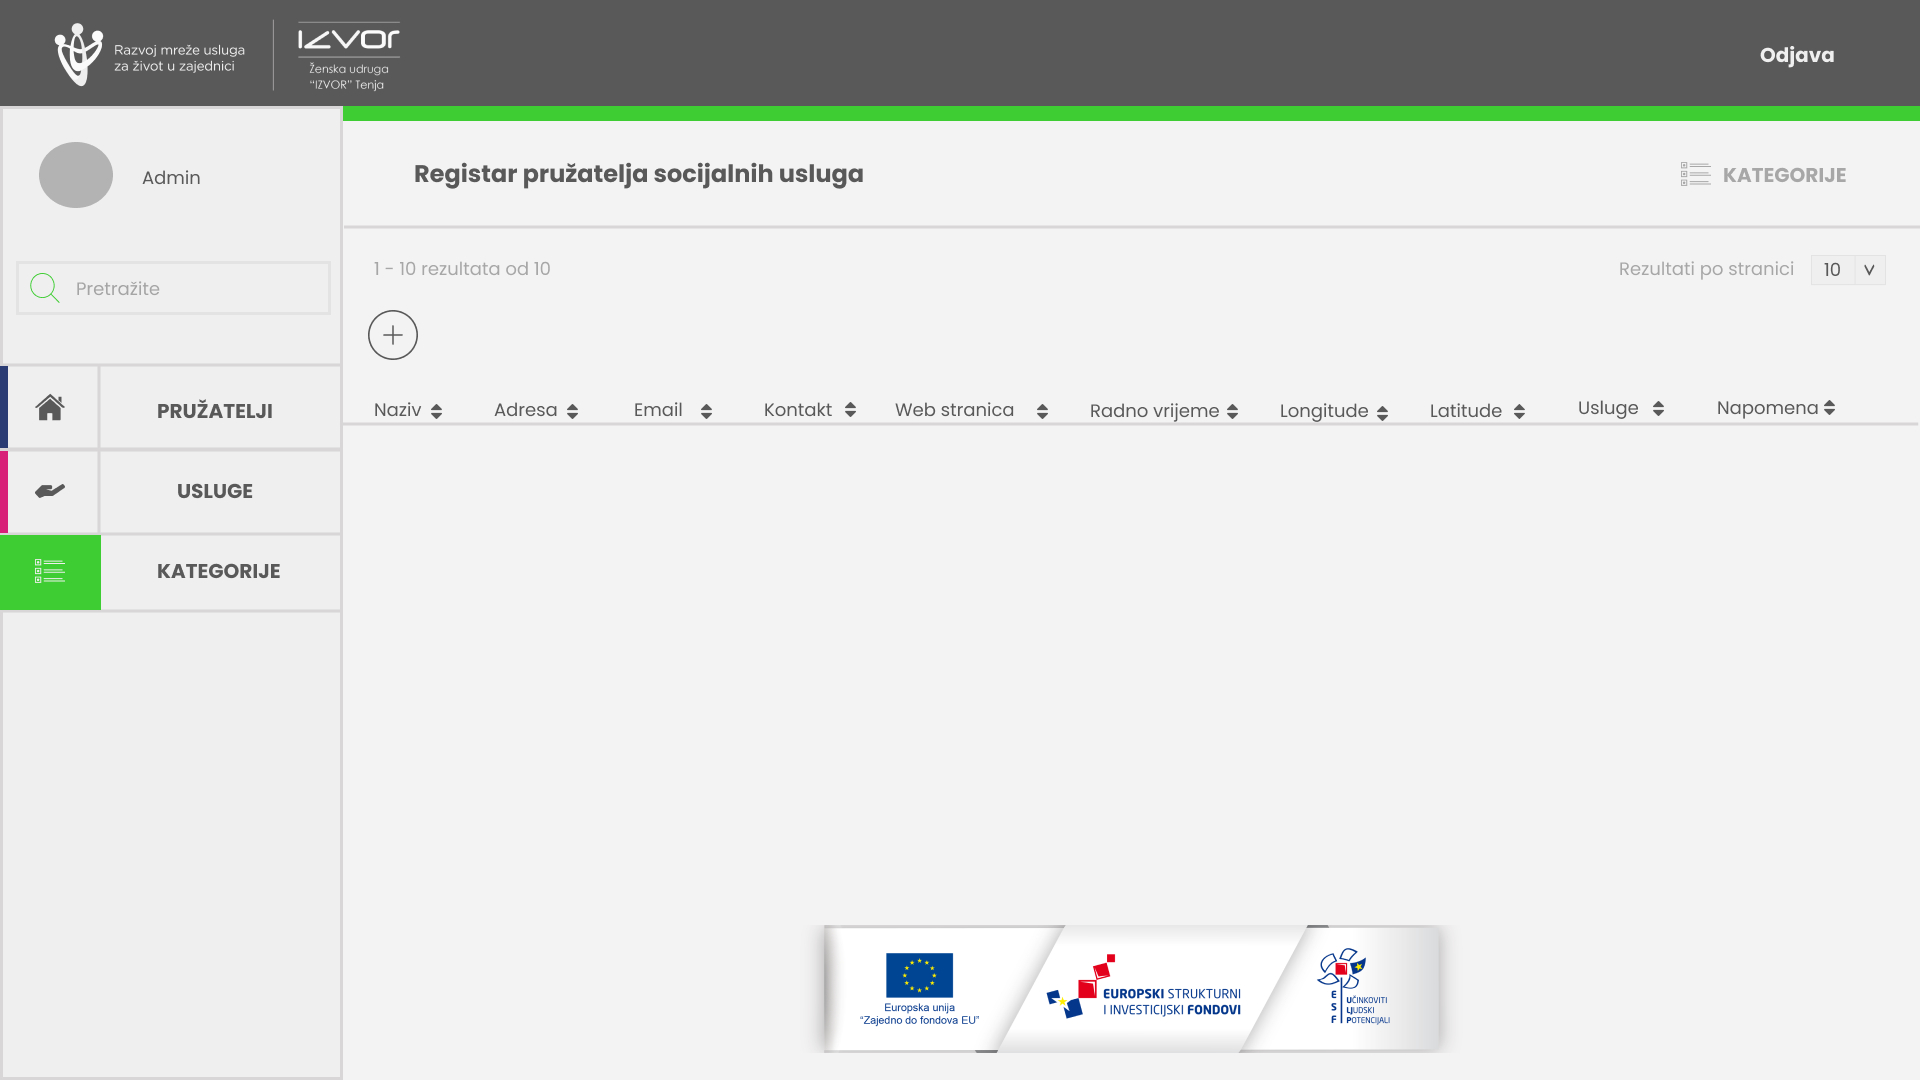 Razvoj mreže usluga
za život u zajednici
IZVOR
Ženska udruga
"IZVOR" Tenja
Odjava
Admin
Registar pružatelja socijalnih usluga
KATEGORIJE
1 - 10 rezultata od 10
Rezultati po stranici 10 V
Pretražite
PRUŽATELJI
USLUGE
KATEGORIJE
Naziv Adresa Email Kontakt Web stranica Radno vrijeme Longitude Latitude Usluge Napomena
Europska unija
"Zajedno do fondova EU"
EUROPSKI STRUKTURNI
I INVESTICIJSKI FONDOVI
E
S
F
UČINKOVITI
LJUDSKI
POTENCIJALI